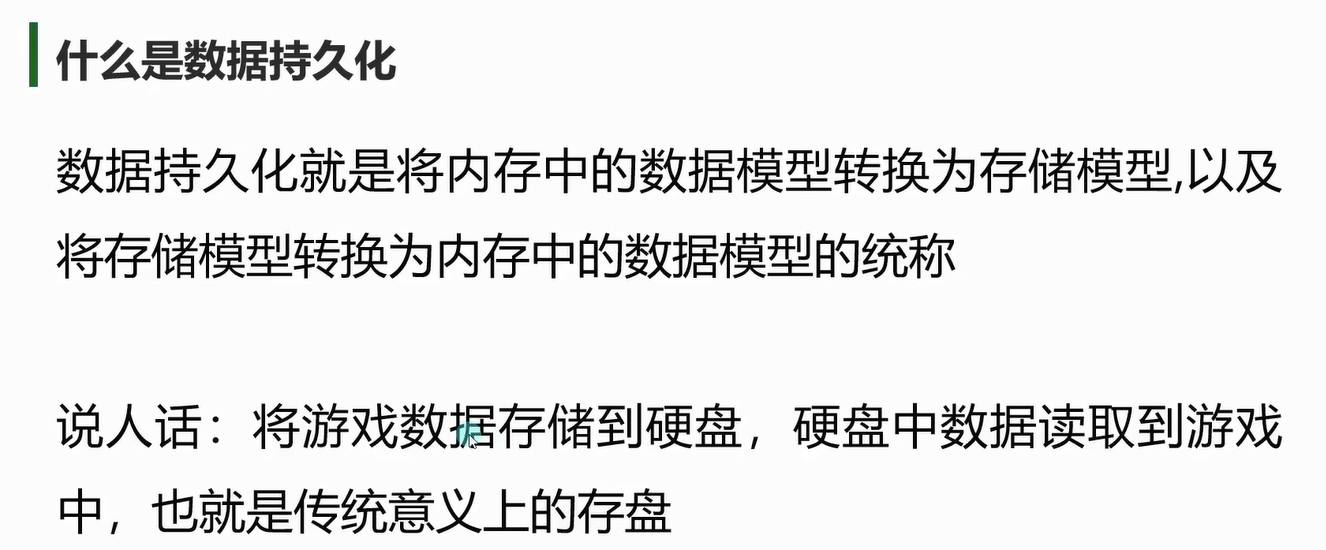 什么是数据持久化
数据持久化就是将内存中的数据模型转换为存储模型,以及
将存储模型转换为内存中的数据模型的统称
说人话：将游戏数据存储到硬盘，硬盘中数据读取到游戏
中，也就是传统意义上的存盘